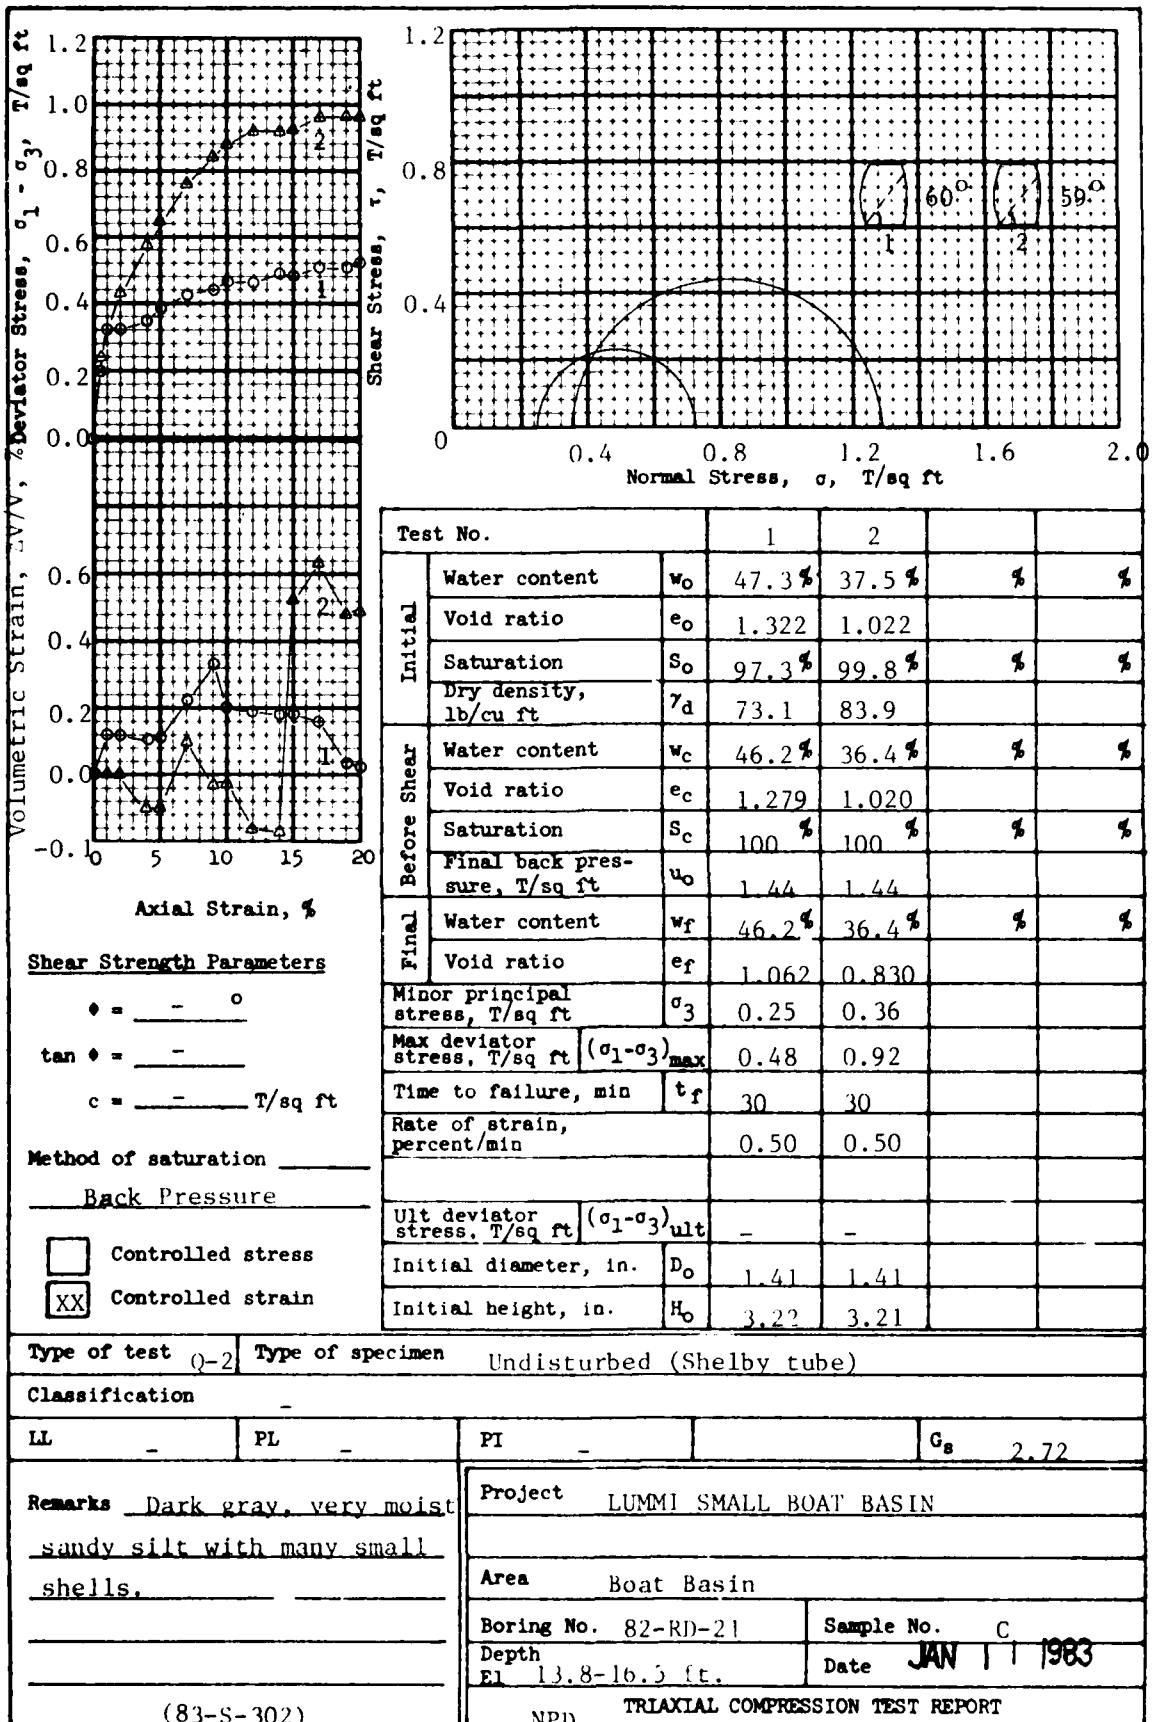 Deviator Stress, σ1 - σ3, T/sq ft
1.2
1.0
0.8
0.6
0.4
0.2
0.0
2
1
Volumetric Strain, ΔV/V, %
0.6
0.4
0.2
0.0
2
1
0 5 10 15 20
Axial Strain, %
Shear Stress, τ, T/sq ft
1.2
0.8
0.4
0
60° 59°
1 2
0.4 0.8 1.2 1.6 2.0
Normal Stress, σ, T/sq ft
Shear Strength Parameters
ϕ = - °
tan ϕ = -
c = - T/sq ft
Method of saturation
Back Pressure
Controlled stress
XX Controlled strain
Test No. 1 2
Initial
Water content w0 47.3 % 37.5 % % %
Void ratio e0 1.322 1.022
Saturation S0 97.3 % 99.8 % % %
Dry density, lb/cu ft γd 73.1 83.9
Before Shear
Water content wc 46.2 % 36.4 % % %
Void ratio ec 1.279 1.020
Saturation Sc 100 % 100 % % %
Final back pres-
sure, T/sq ft u0 1.44 1.44
Final
Water content wf 46.2 % 36.4 % % %
Void ratio ef 1.062 0.830
Minor principal
stress, T/sq ft σ3 0.25 0.36
Max deviator
stress, T/sq ft (σ1-σ3)max 0.48 0.92
Time to failure, min tf 30 30
Rate of strain,
percent/min 0.50 0.50
Ult deviator
stress, T/sq ft (σ1-σ3)ult - -
Initial diameter, in. D0 1.41 1.41
Initial height, in. H0 3.22 3.21
Type of test Q-2 Type of specimen Undisturbed (Shelby tube)
Classification -
LL - PL - PI - Gs 2.72
Remarks Dark gray, very moist
sandy silt with many small
shells.
(83-S-302)
Project LUMMI SMALL BOAT BASIN
Area Boat Basin
Boring No. 82-RD-21 Sample No. C
Depth
El 13.8-16.3 ft. Date JAN 11 1983
NPD TRIAXIAL COMPRESSION TEST REPORT